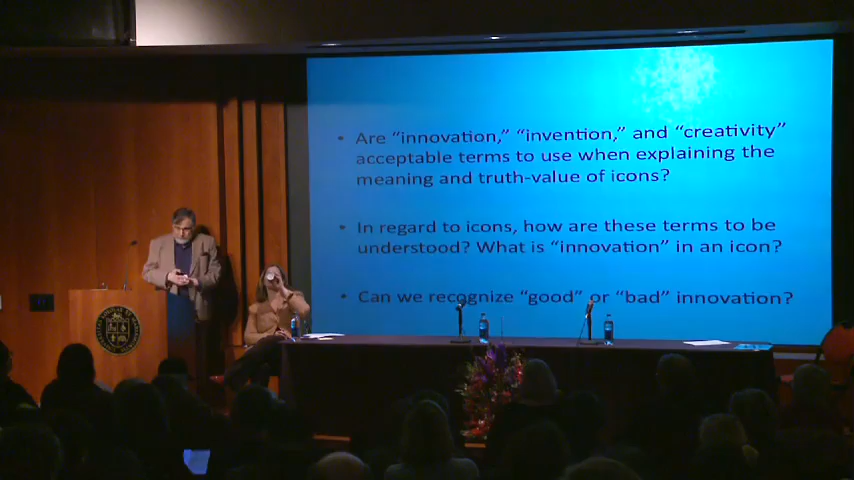 • Are “innovation,” “invention,” and “creativity”
acceptable terms to use when explaining the
meaning and truth-value of icons?
• In regard to icons, how are these terms to be
understood? What is “innovation” in an icon?
• Can we recognize “good” or “bad” innovation?